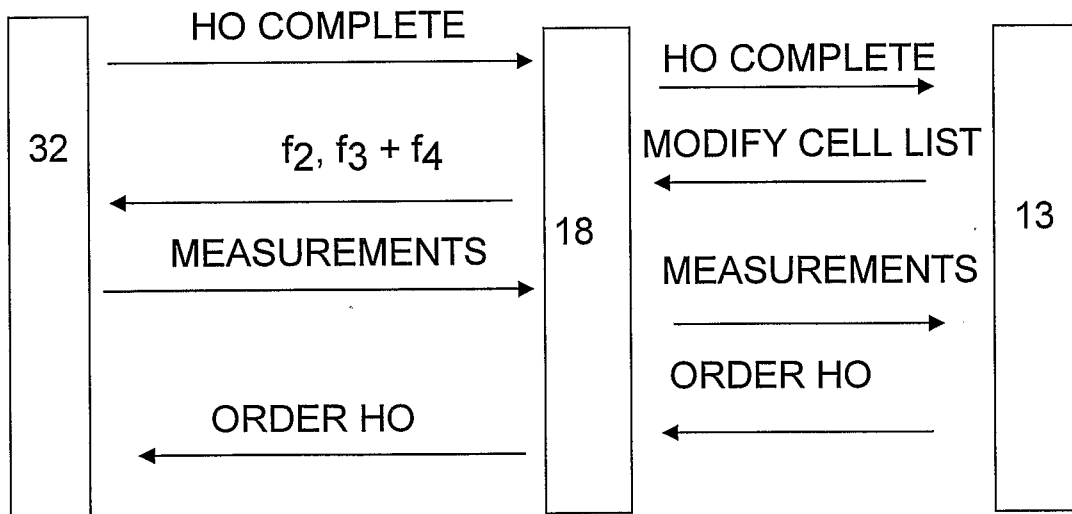 HO COMPLETE
HO COMPLETE
32
f2, f3 + f4
MODIFY CELL LIST
18
13
MEASUREMENTS
MEASUREMENTS
ORDER HO
ORDER HO